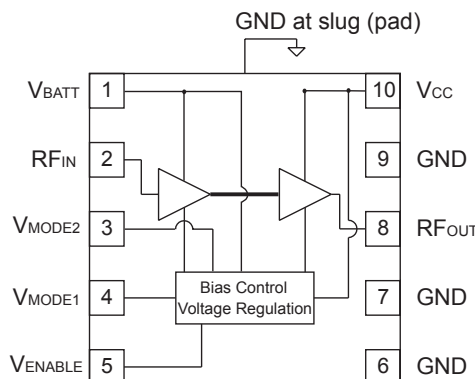 GND at slug (pad)
VBATT 1 10 VCC
RFIN 2 9 GND
VMODE2 3 8 RFOUT
Bias Control
Voltage Regulation
VMODE1 4 7 GND
VENABLE 5 6 GND